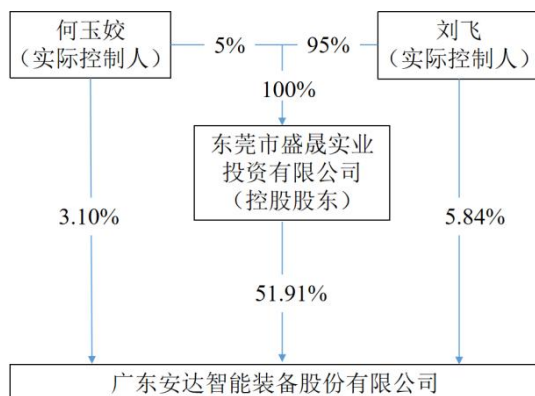 何玉姣
（实际控制人）
5%
95%
刘飞
（实际控制人）
100%
东莞市盛晟实业
投资有限公司
（控股股东）
3.10%
5.84%
51.91%
广东安达智能装备股份有限公司